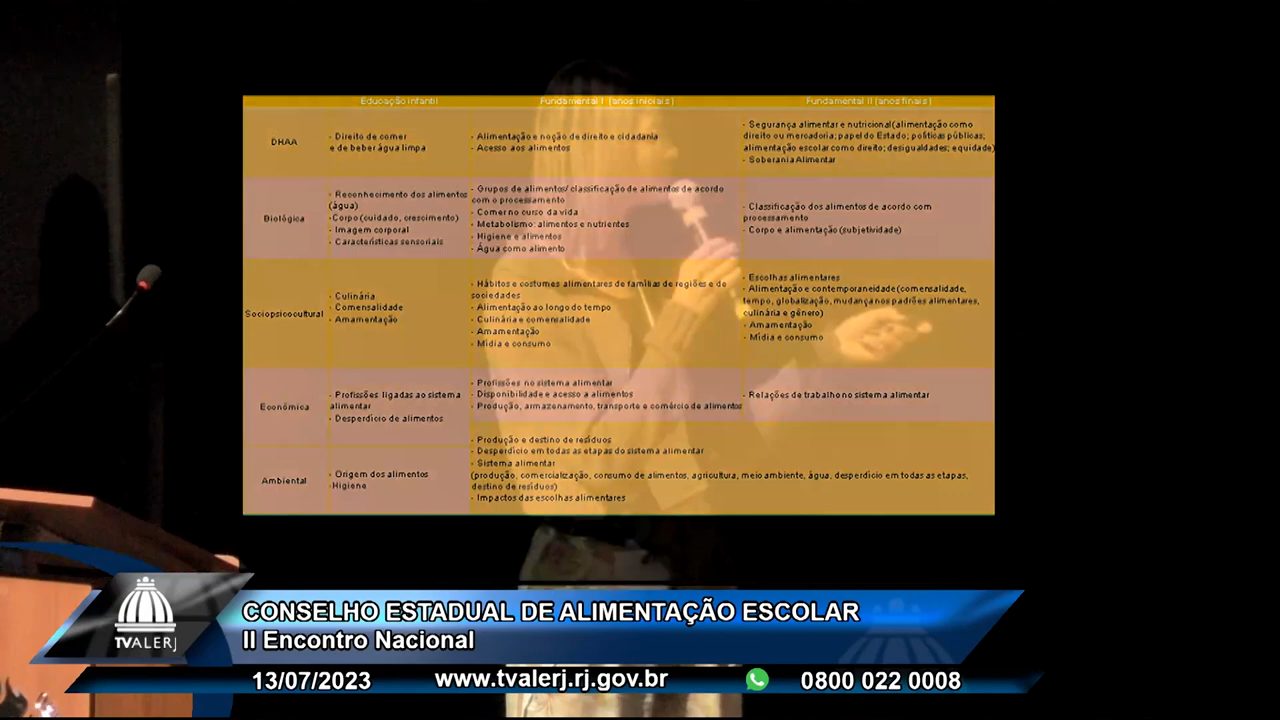 Educação infantil
Fundamental I (anos iniciais)
Fundamental II (anos finais)
DHAA
- Direito de comer
e de beber água limpa
- Alimentação e noção de direito e cidadania
- Acesso aos alimentos
- Segurança alimentar e nutricional(alimentação como
direito ou mercadoria; papel do Estado; políticas públicas;
alimentação escolar como direito; desigualdades; equidade)
- Soberania Alimentar
Biológica
- Reconhecimento dos alimentos
(água)
-Corpo (cuidado, crescimento)
- Imagem corporal
- Características sensoriais
- Grupos de alimentos/ classificação de alimentos de acordo
com o processamento
- Comer no curso da vida
- Metabolismo: alimentos e nutrientes
- Higiene e alimentos
- Água como alimento
- Classificação dos alimentos de acordo com
processamento
- Corpo e alimentação (subjetividade)
Sociopsicocultural
- Culinária
- Comensalidade
- Amamentação
- Hábitos e costumes alimentares de famílias de regiões e de
sociedades
- Alimentação ao longo do tempo
- Culinária e comensalidade
- Amamentação
- Mídia e consumo
- Escolhas alimentares
- Alimentação e contemporaneidade(comensalidade,
tempo, globalização, mudança nos padrões alimentares,
culinária e gênero)
- Amamentação
- Mídia e consumo
Econômica
- Profissões ligadas ao sistema
alimentar
- Desperdício de alimentos
- Profissões no sistema alimentar
- Disponibilidade e acesso a alimentos
- Produção, armazenamento, transporte e comércio de alimentos
- Relações de trabalho no sistema alimentar
Ambiental
- Origem dos alimentos
-Higiene
- Produção e destino de resíduos
- Desperdício em todas as etapas do sistema alimentar
- Sistema alimentar
(produção, comercialização, consumo de alimentos, agricultura, meio ambiente, água, desperdício em todas as etapas,
destino de resíduos)
- Impactos das escolhas alimentares
CONSELHO ESTADUAL DE ALIMENTAÇÃO ESCOLAR
II Encontro Nacional
TVALERJ
13/07/2023
www.tvalerj.rj.gov.br
0800 022 0008